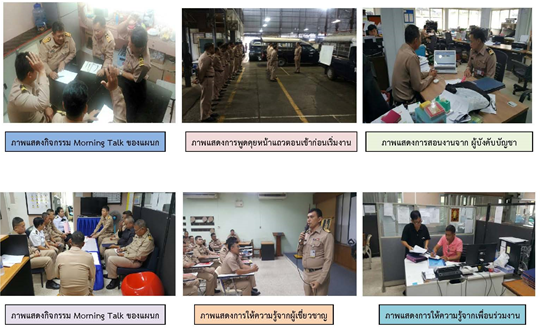 ภาพแสดงกิจกรรม Morning Talk ของแผนก
ภาพแสดงการพูดคุยหน้าแถวตอนเช้าก่อนเริ่มงาน
ภาพแสดงการสอนงานจาก ผู้บังคับบัญชา
ภาพแสดงกิจกรรม Morning Talk ของแผนก
ภาพแสดงการให้ความรู้จากผู้เชี่ยวชาญ
ภาพแสดงการให้ความรู้จากเพื่อนร่วมงาน